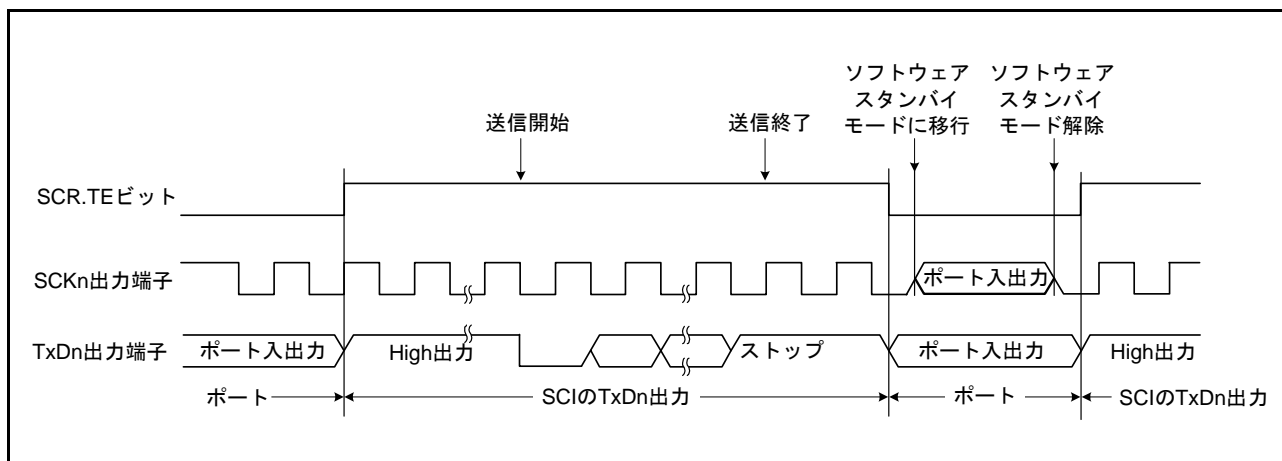 ソフトウェア
スタンバイ
モードに移行
ソフトウェア
スタンバイ
モード解除
送信開始
送信終了
SCR.TEビット
SCKn出力端子
ポート入出力
TxDn出力端子
ポート入出力
High出力
ストップ
ポート入出力
High出力
ポート
SCIのTxDn出力
ポート
SCIのTxDn出力